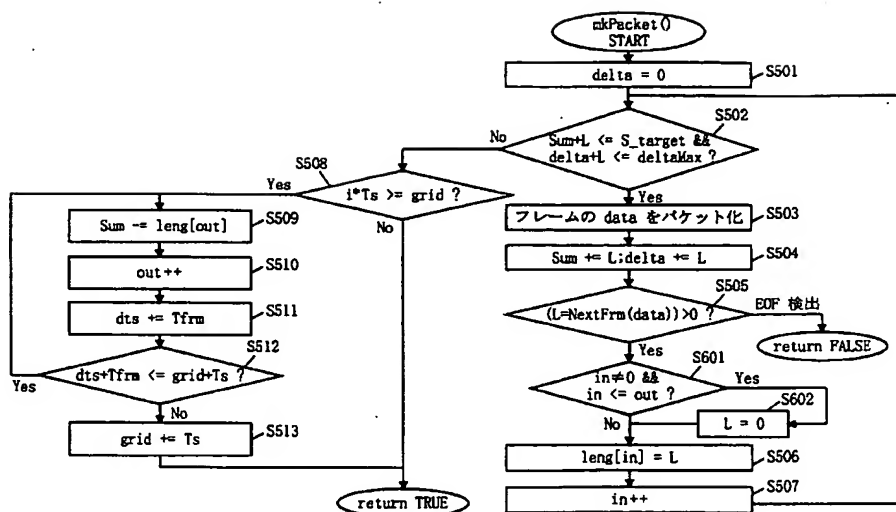 mkPacket()
START
delta = 0
S501
S502
Sum+L <= S_target &&
delta+L <= deltaMax ?
No
Yes
S508
i*Ts >= grid ?
Yes
No
Sum -= leng[out]
S509
out++
S510
dts += Tfrm
S511
S512
dts+Tfrm <= grid+Ts ?
Yes
No
grid += Ts
S513
return TRUE
フレームの data をパケット化
S503
Sum += L;delta += L
S504
S505
(L=NextFrm(data))>0 ?
EOF 検出
return FALSE
Yes
S601
in≠0 &&
in <= out ?
Yes
S602
L = 0
No
leng[in] = L
S506
in++
S507